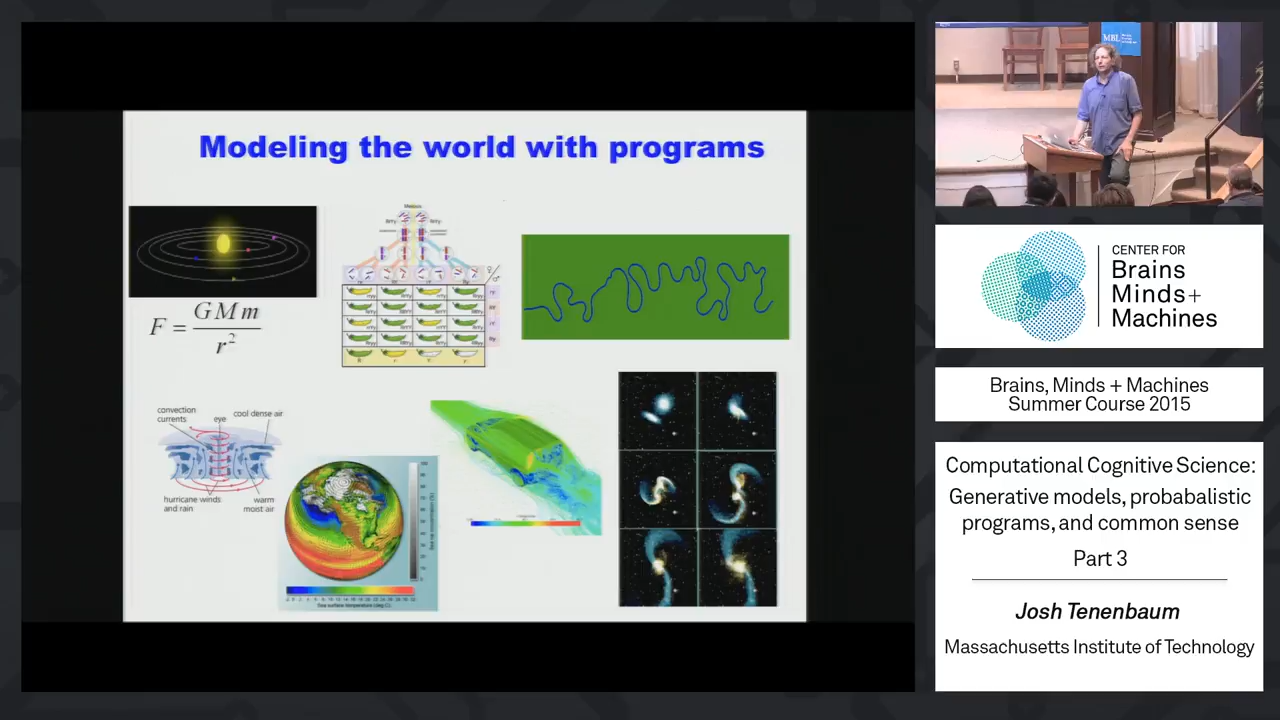 Modeling the world with programs
F = GMm / r²
convection
currents
eye
cool dense air
hurricane winds
and rain
warm
moist air
MBL
CENTER FOR
Brains
Minds+
Machines
Brains, Minds + Machines
Summer Course 2015
Computational Cognitive Science:
Generative models, probabalistic
programs, and common sense
Part 3
Josh Tenenbaum
Massachusetts Institute of Technology